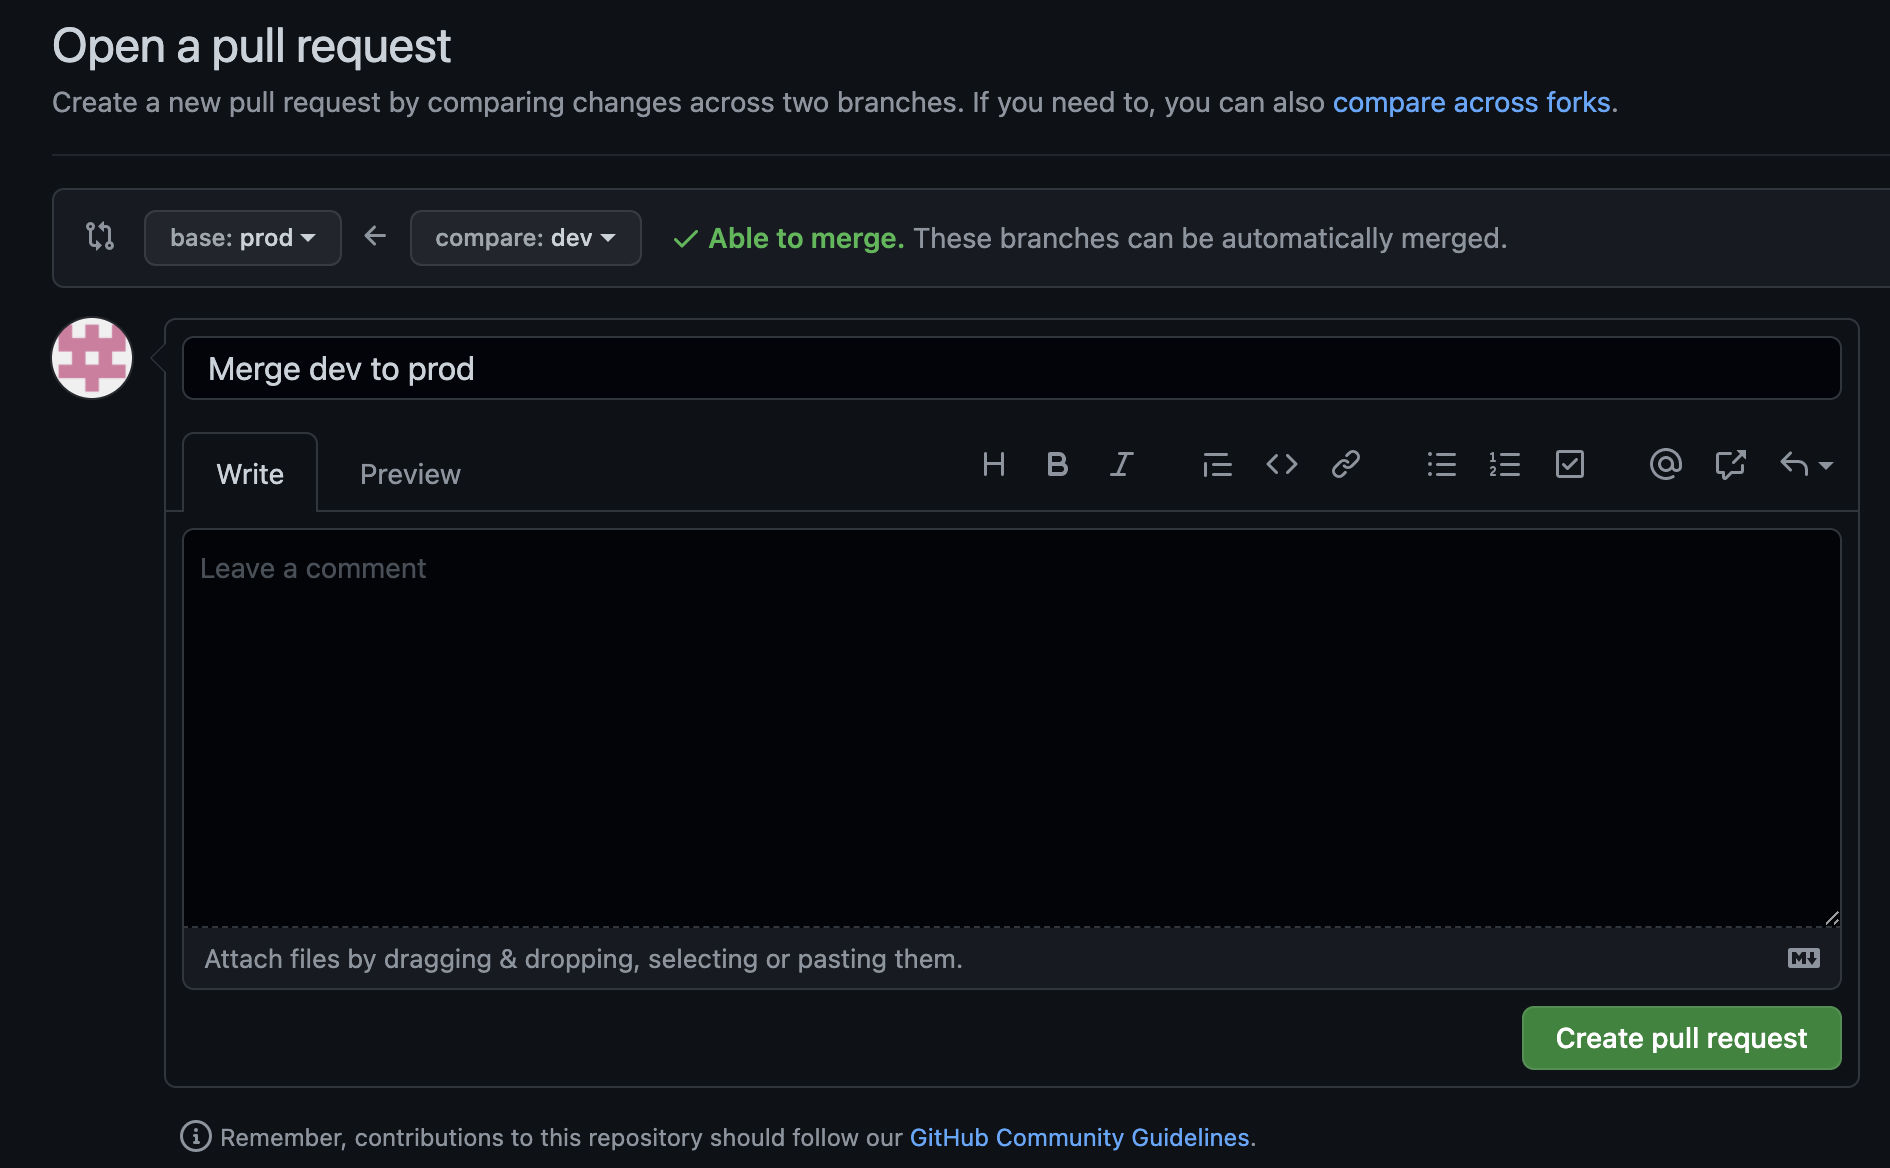 Open a pull request
Create a new pull request by comparing changes across two branches. If you need to, you can also compare across forks.
base: prod
compare: dev
Able to merge. These branches can be automatically merged.
Merge dev to prod
Write
Preview
Leave a comment
Attach files by dragging & dropping, selecting or pasting them.
Create pull request
Remember, contributions to this repository should follow our GitHub Community Guidelines.